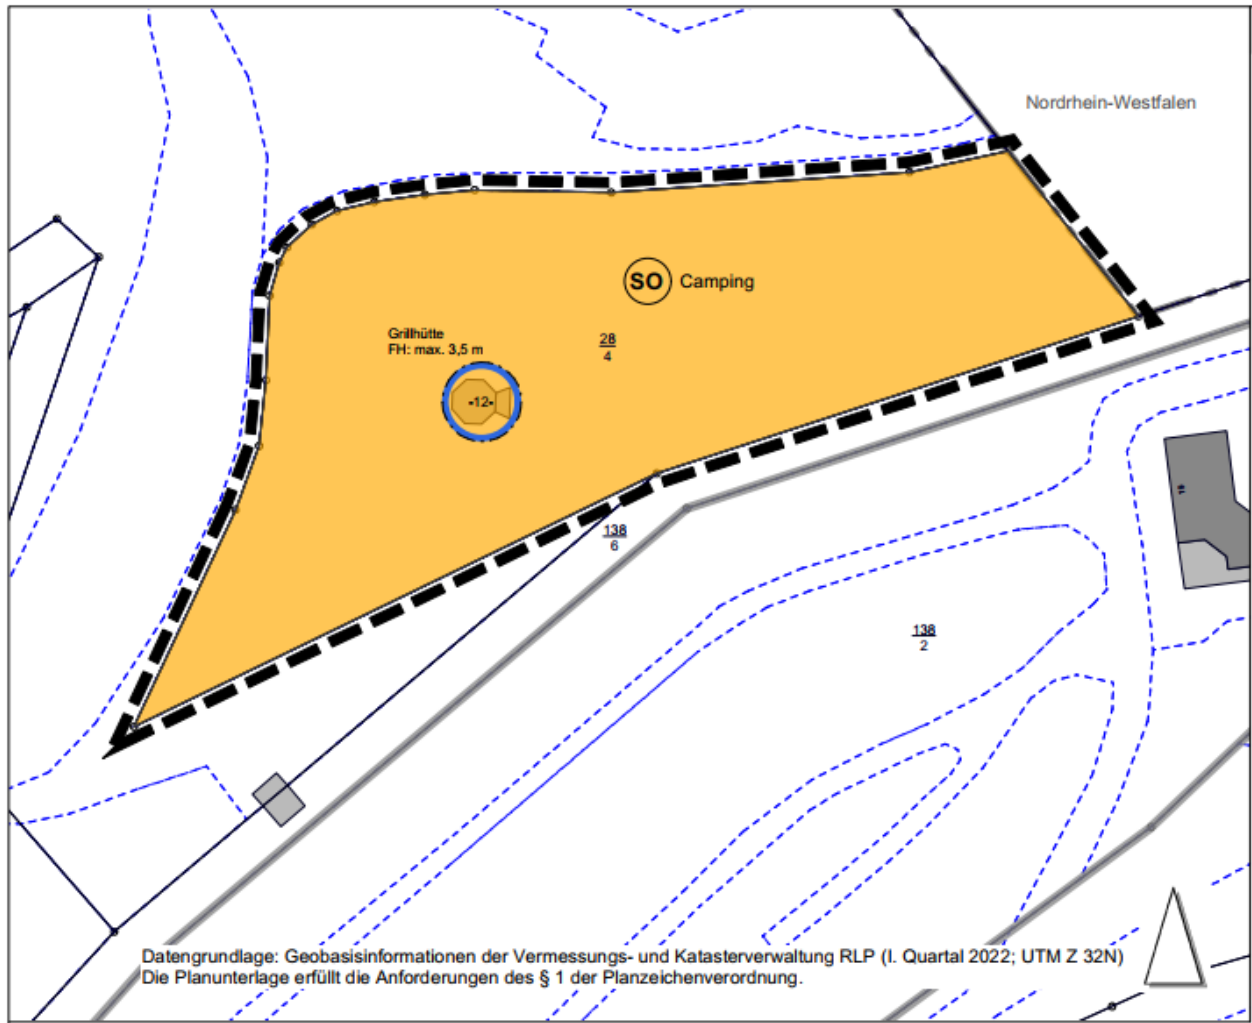 Nordrhein-Westfalen
SO Camping
Grillhütte
FH: max. 3,5 m
28
4
-12-
138
6
138
2
Datengrundlage: Geobasisinformationen der Vermessungs- und Katasterverwaltung RLP (I. Quartal 2022; UTM Z 32N)
Die Planunterlage erfüllt die Anforderungen des § 1 der Planzeichenverordnung.